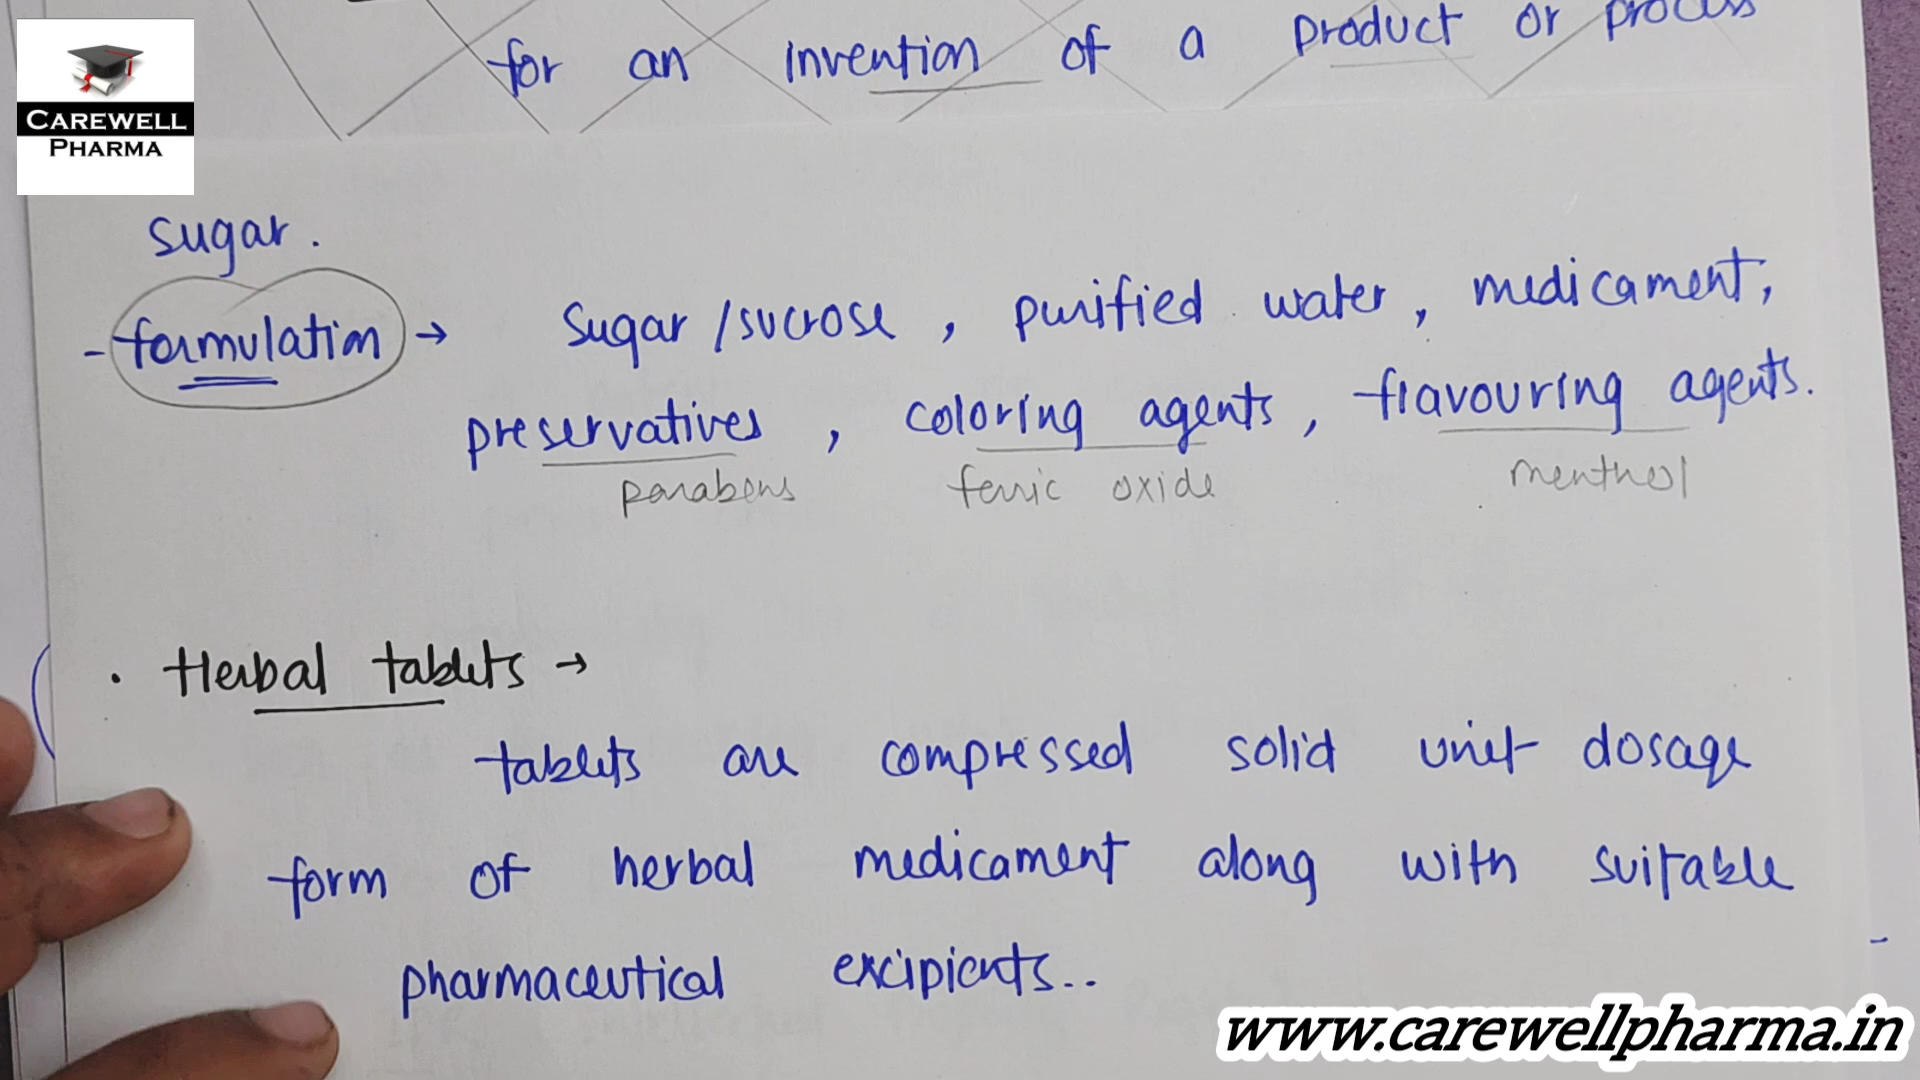 for an invention of a product or process
CAREWELL
PHARMA
sugar.
- formulation → sugar/sucrose, purified water, medicament,
preservatives, coloring agents, flavouring agents.
parabens ferric oxide menthol
• Herbal tablets →
tablets are compressed solid unit dosage
form of herbal medicament along with suitable
pharmaceutical excipients..
www.carewellpharma.in